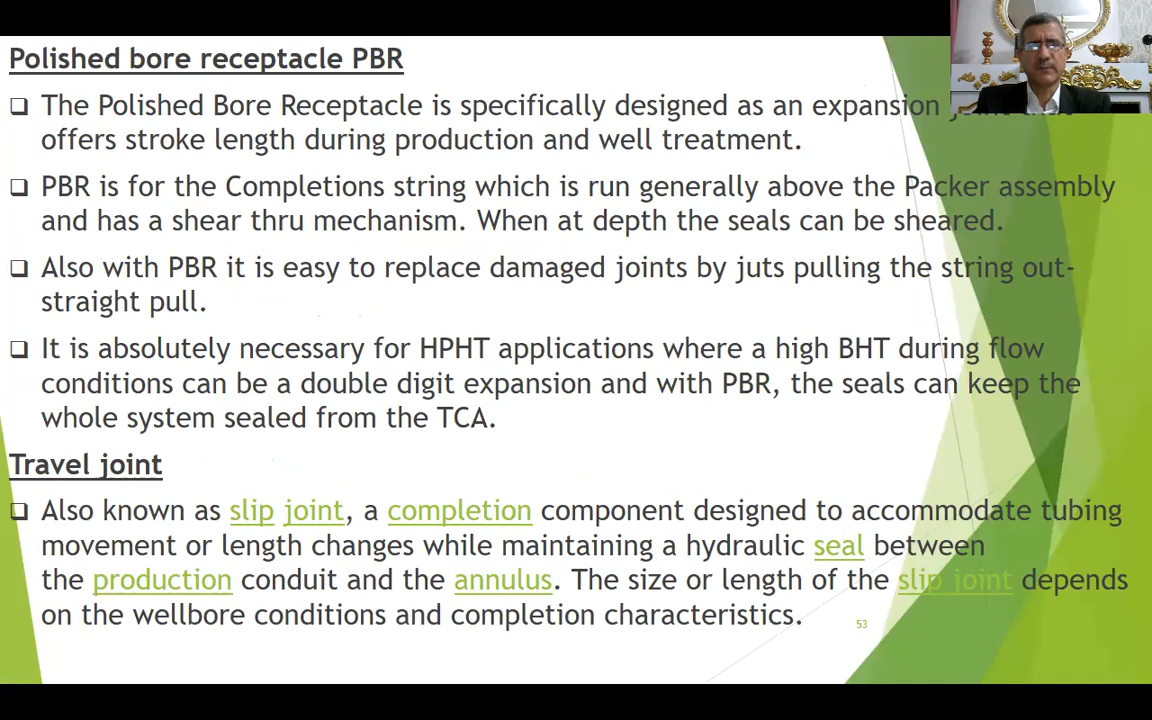 Polished bore receptacle PBR
❑ The Polished Bore Receptacle is specifically designed as an expansion
offers stroke length during production and well treatment.
❑ PBR is for the Completions string which is run generally above the Packer assembly
and has a shear thru mechanism. When at depth the seals can be sheared.
❑ Also with PBR it is easy to replace damaged joints by juts pulling the string out-
straight pull.
❑ It is absolutely necessary for HPHT applications where a high BHT during flow
conditions can be a double digit expansion and with PBR, the seals can keep the
whole system sealed from the TCA.
Travel joint
❑ Also known as slip joint, a completion component designed to accommodate tubing
movement or length changes while maintaining a hydraulic seal between
the production conduit and the annulus. The size or length of the slip joint depends
on the wellbore conditions and completion characteristics.
53